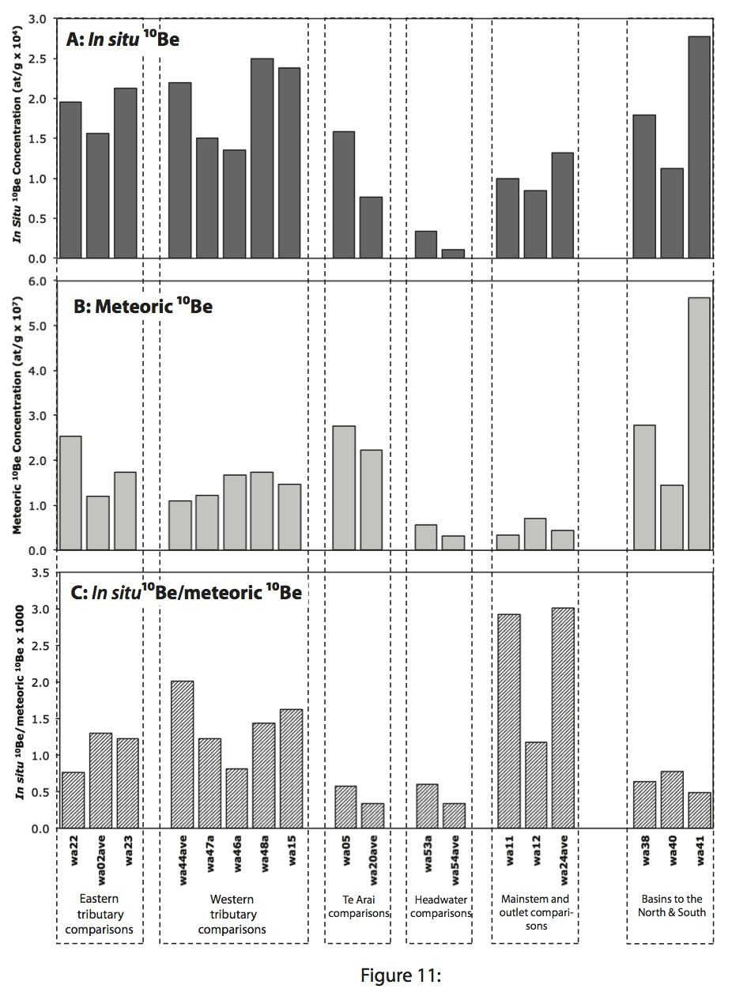 A: In situ ¹⁰Be
In Situ ¹⁰Be Concentration (at/g x 10⁴)
3.0
2.5
2.0
1.5
1.0
0.5
0.0
B: Meteoric ¹⁰Be
Meteoric ¹⁰Be Concentration (at/g x 10⁷)
6.0
5.0
4.0
3.0
2.0
1.0
0.0
C: In situ¹⁰Be/meteoric ¹⁰Be
In situ ¹⁰Be/meteoric ¹⁰Be x 1000
3.5
3.0
2.5
2.0
1.5
1.0
0.5
0.0
wa22
wa02ave
wa23
wa44ave
wa47a
wa46a
wa48a
wa15
wa05
wa20ave
wa53a
wa54ave
wa11
wa12
wa24ave
wa38
wa40
wa41
Eastern
tributary
comparisons
Western
tributary
comparisons
Te Arai
comparisons
Headwater
comparisons
Mainstem and
outlet compari-
sons
Basins to the
North & South
Figure 11: